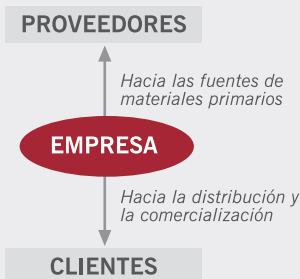 PROVEEDORES
Hacia las fuentes de
materiales primarios
EMPRESA
Hacia la distribución y
la comercialización
CLIENTES